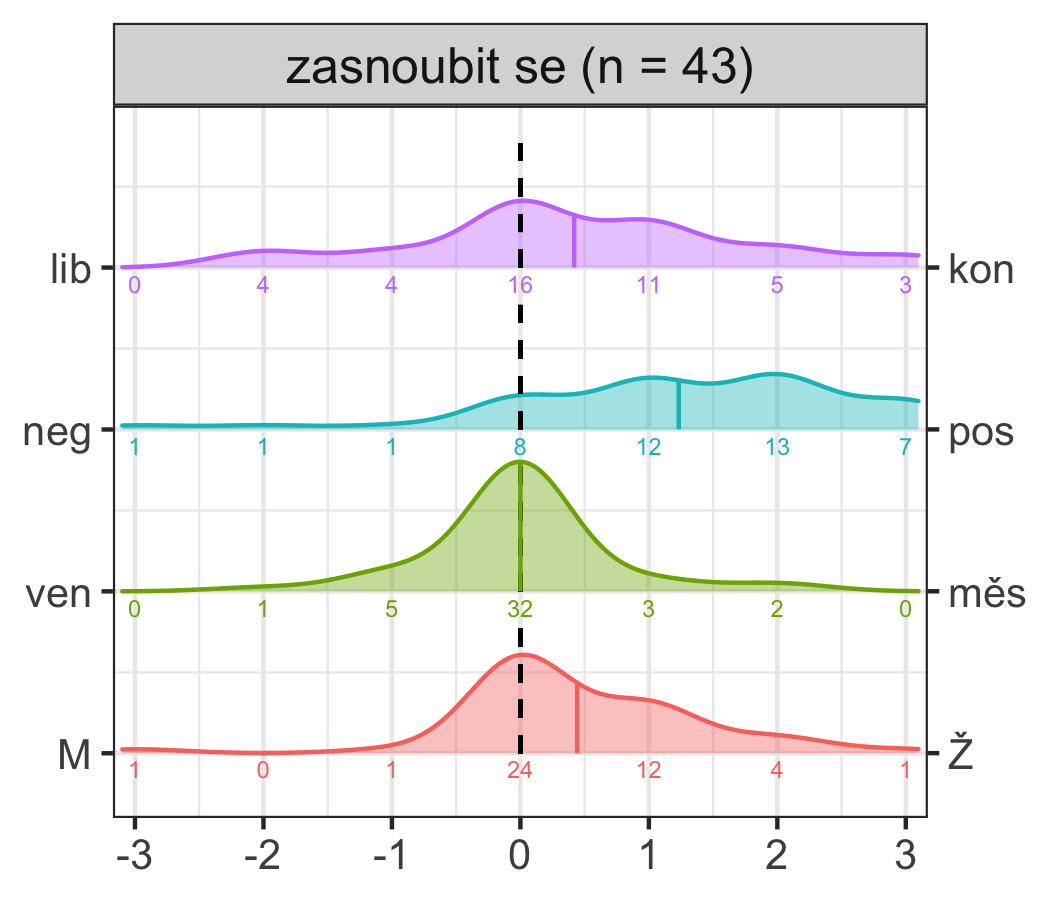 zasnoubit se (n = 43)
lib kon
0 4 4 16 11 5 3
neg pos
1 1 1 8 12 13 7
ven měs
0 1 5 32 3 2 0
M Ž
1 0 1 24 12 4 1
-3 -2 -1 0 1 2 3